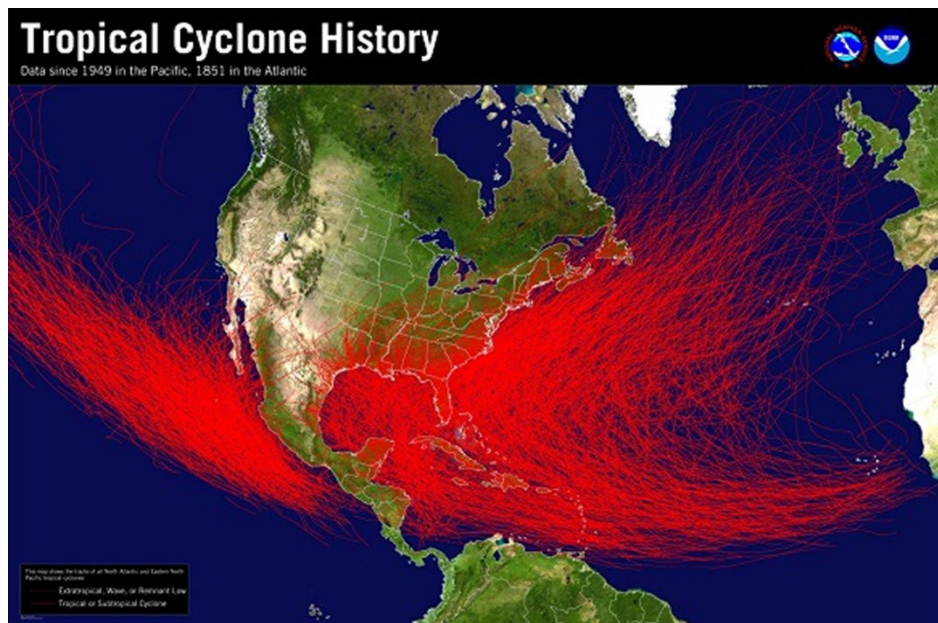 Tropical Cyclone History
Data since 1949 in the Pacific, 1851 in the Atlantic
NOAA
This map shows the tracks of all North Atlantic and Eastern North
Pacific tropical cyclones
Extratropical, Wave, or Remnant Low
Tropical or Subtropical Cyclone